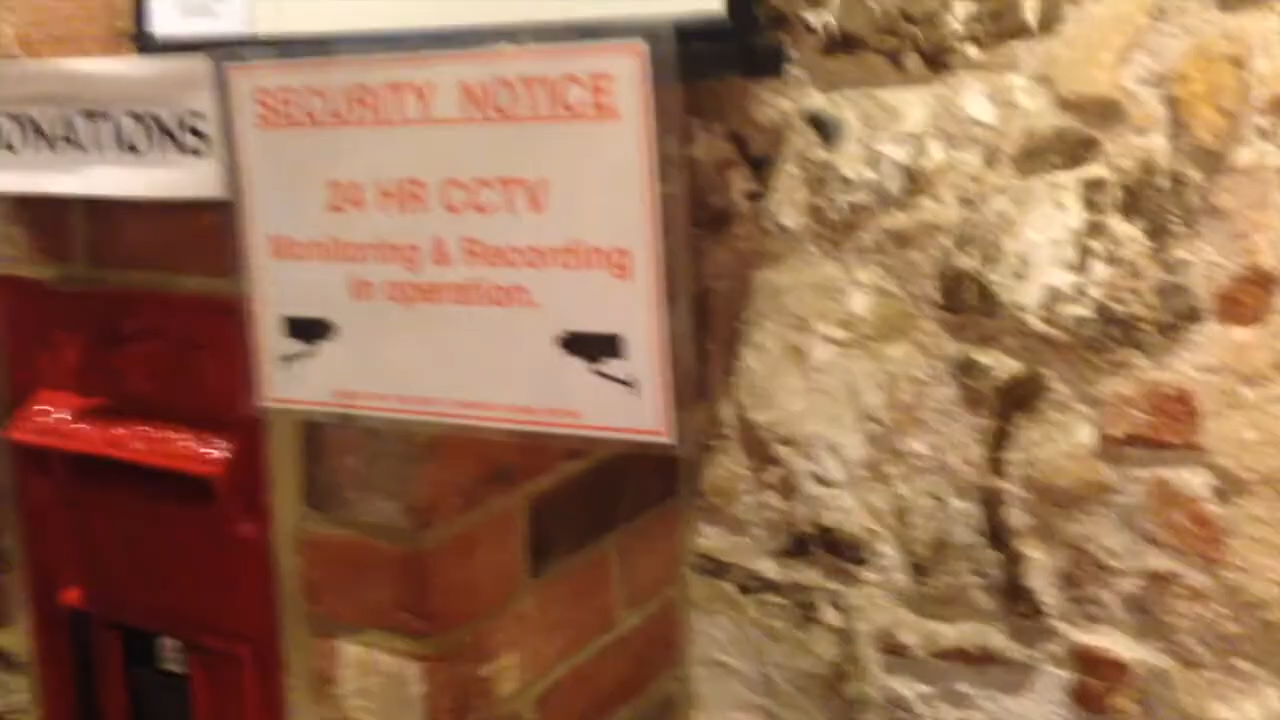 ONATIONS
SECURITY NOTICE
24 HR CCTV
Monitoring & Recording
in operation.